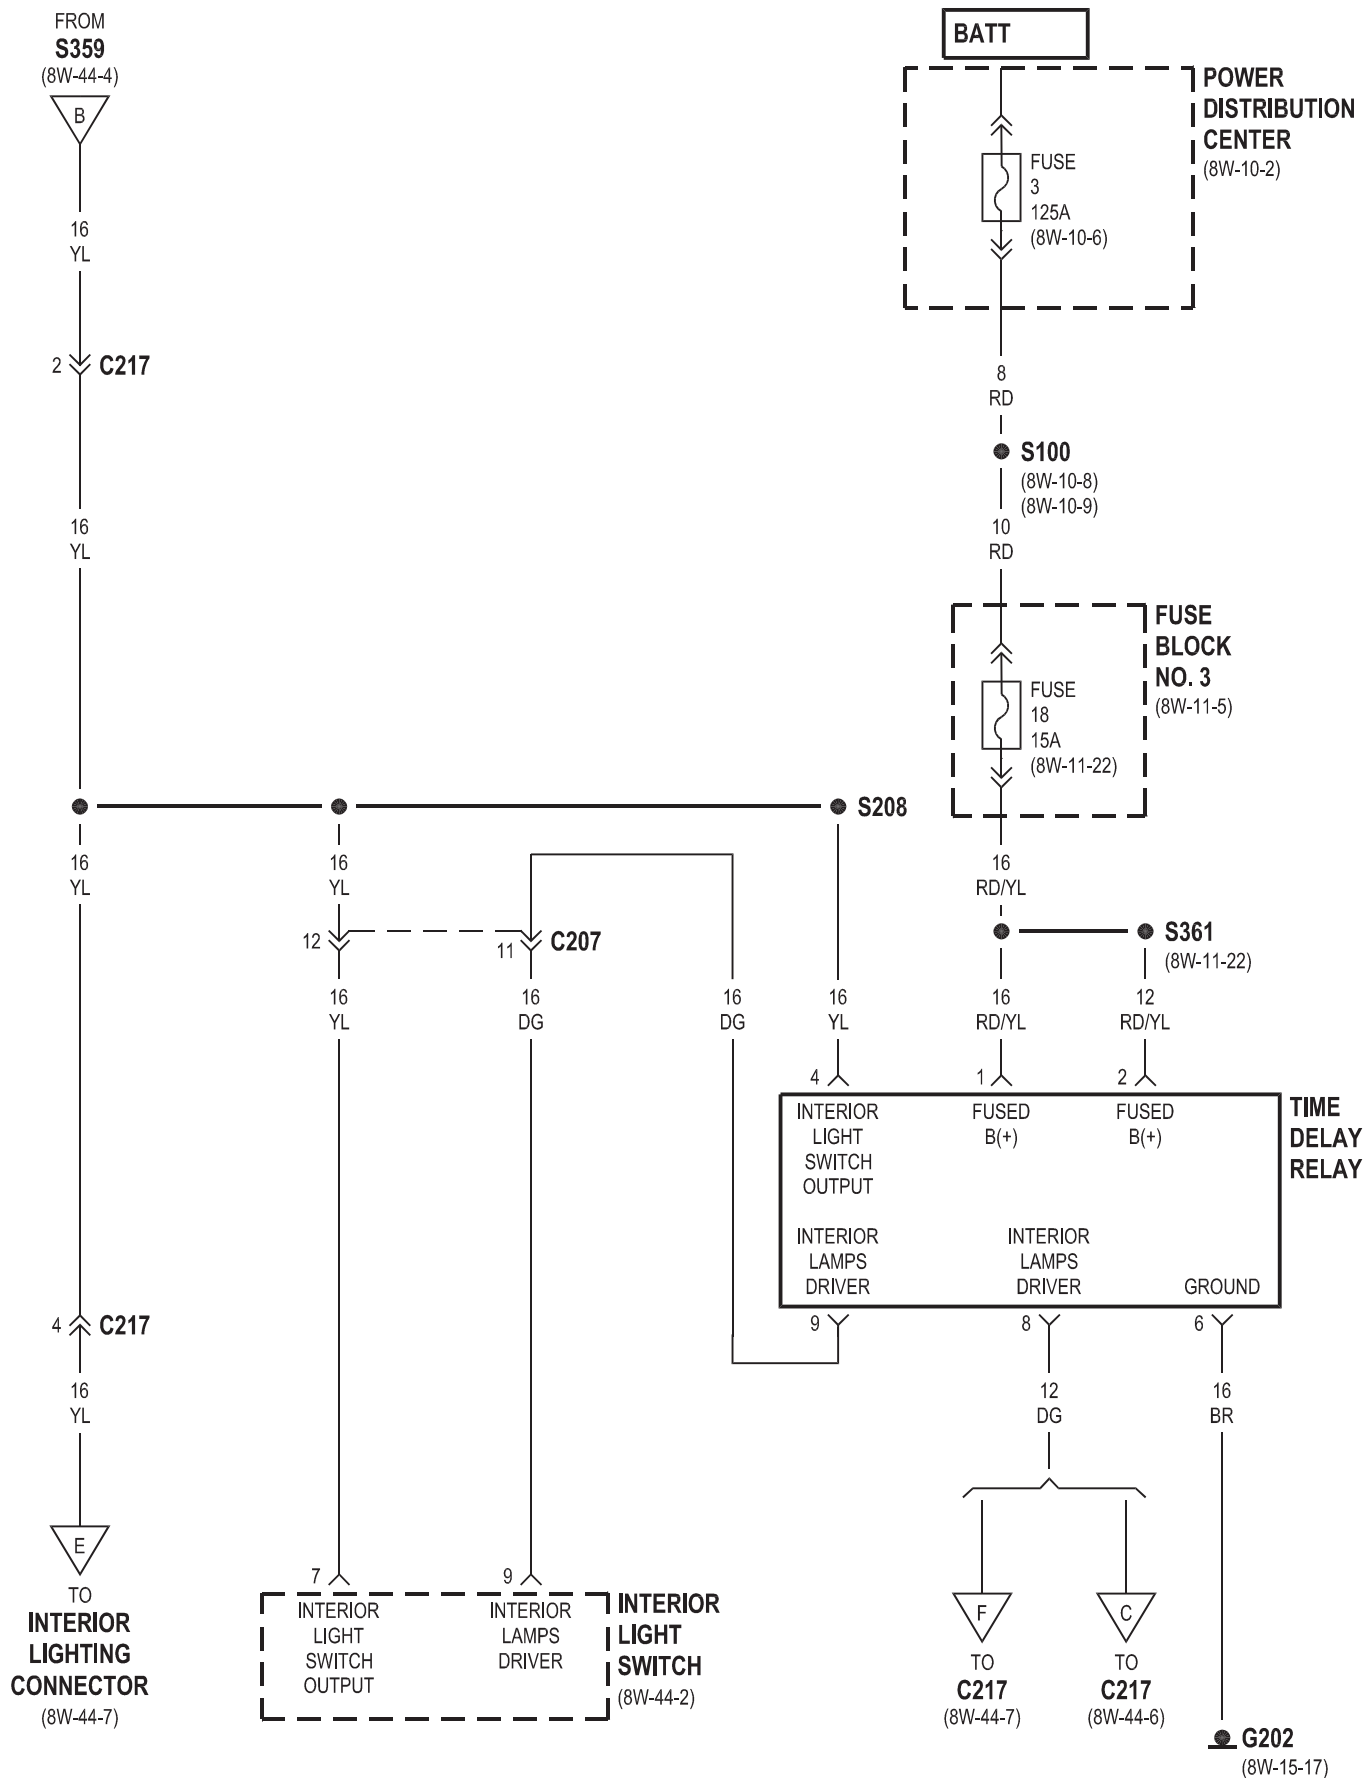 FROM
S359
(8W-44-4)
B
16
YL
2
C217
16
YL
BATT
POWER
DISTRIBUTION
CENTER
(8W-10-2)
FUSE
3
125A
(8W-10-6)
8
RD
S100
(8W-10-8)
(8W-10-9)
10
RD
FUSE
BLOCK
NO. 3
(8W-11-5)
FUSE
18
15A
(8W-11-22)
S208
16
YL
16
YL
16
RD/YL
12
11
C207
S361
(8W-11-22)
16
YL
16
DG
16
DG
16
YL
16
RD/YL
12
RD/YL
4
1
2
INTERIOR
LIGHT
SWITCH
OUTPUT
FUSED
B(+)
FUSED
B(+)
TIME
DELAY
RELAY
INTERIOR
LAMPS
DRIVER
INTERIOR
LAMPS
DRIVER
GROUND
9
8
6
4
C217
16
YL
12
DG
16
BR
E
TO
INTERIOR
LIGHTING
CONNECTOR
(8W-44-7)
7
9
INTERIOR
LIGHT
SWITCH
OUTPUT
INTERIOR
LAMPS
DRIVER
INTERIOR
LIGHT
SWITCH
(8W-44-2)
F
TO
C217
(8W-44-7)
C
TO
C217
(8W-44-6)
G202
(8W-15-17)